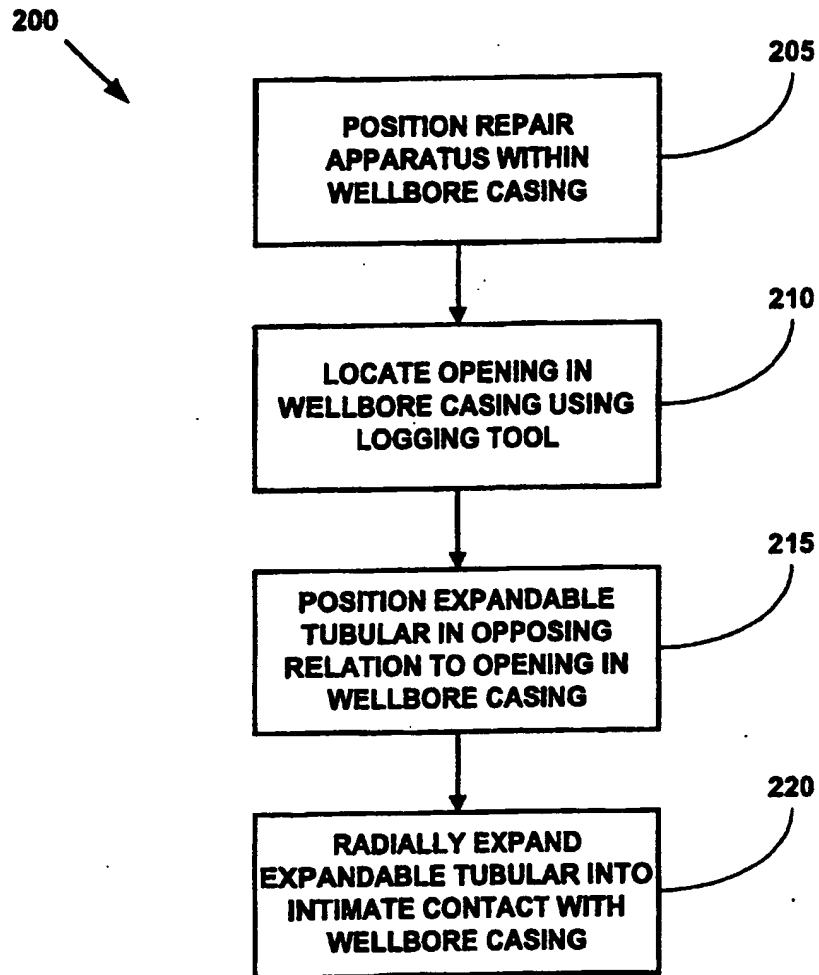 200
205
POSITION REPAIR
APPARATUS WITHIN
WELLBORE CASING
210
LOCATE OPENING IN
WELLBORE CASING USING
LOGGING TOOL
215
POSITION EXPANDABLE
TUBULAR IN OPPOSING
RELATION TO OPENING IN
WELLBORE CASING
220
RADIALLY EXPAND
EXPANDABLE TUBULAR INTO
INTIMATE CONTACT WITH
WELLBORE CASING